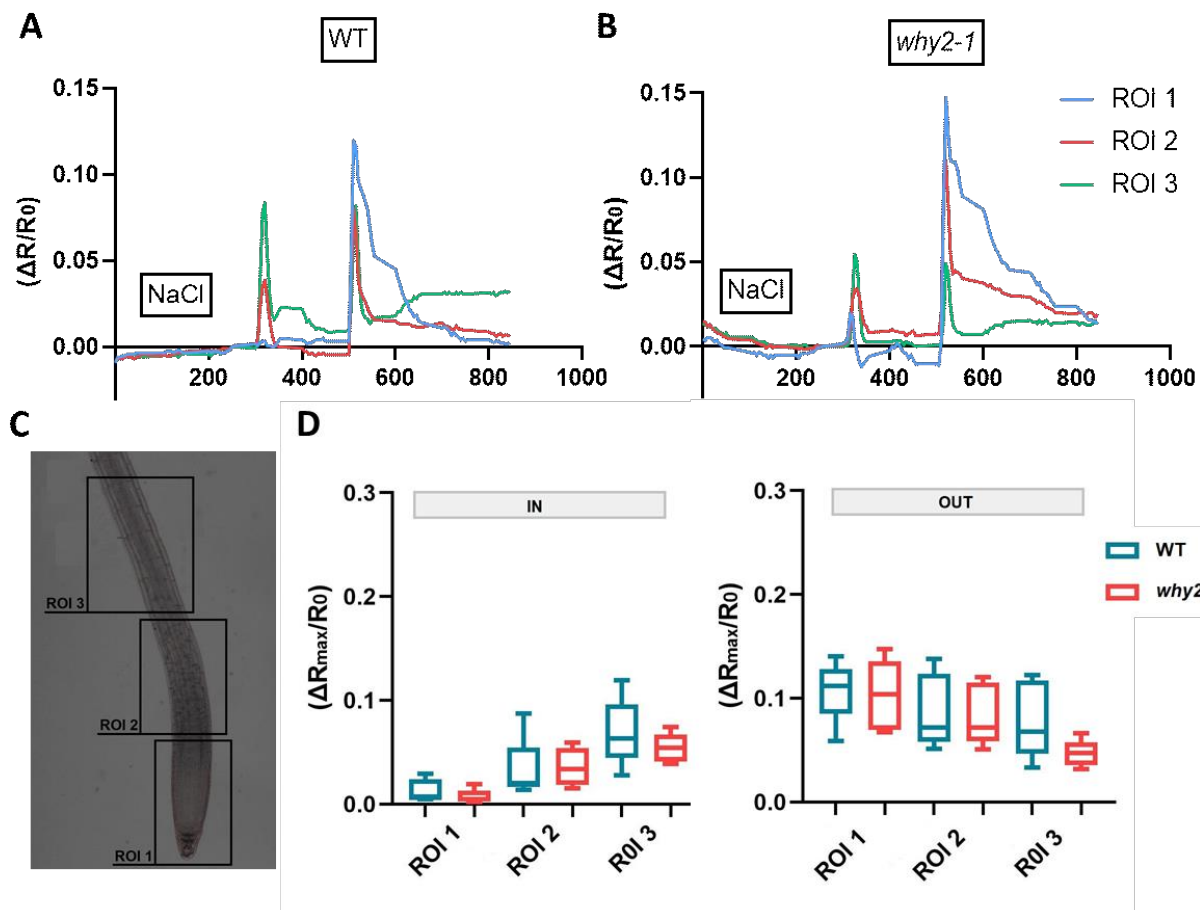 A
WT
(ΔR/R0)
0.15
0.10
0.05
0.00
NaCl
200
400
600
800
1000
B
why2-1
(ΔR/R0)
0.15
0.10
0.05
0.00
NaCl
200
400
600
800
1000
ROI 1
ROI 2
ROI 3
C
ROI 3
ROI 2
ROI 1
D
(ΔRmax/R0)
0.3
0.2
0.1
0.0
IN
ROI 1
ROI 2
R0I 3
(ΔRmax/R0)
0.3
0.2
0.1
0.0
OUT
ROI 1
ROI 2
R0I 3
WT
why2